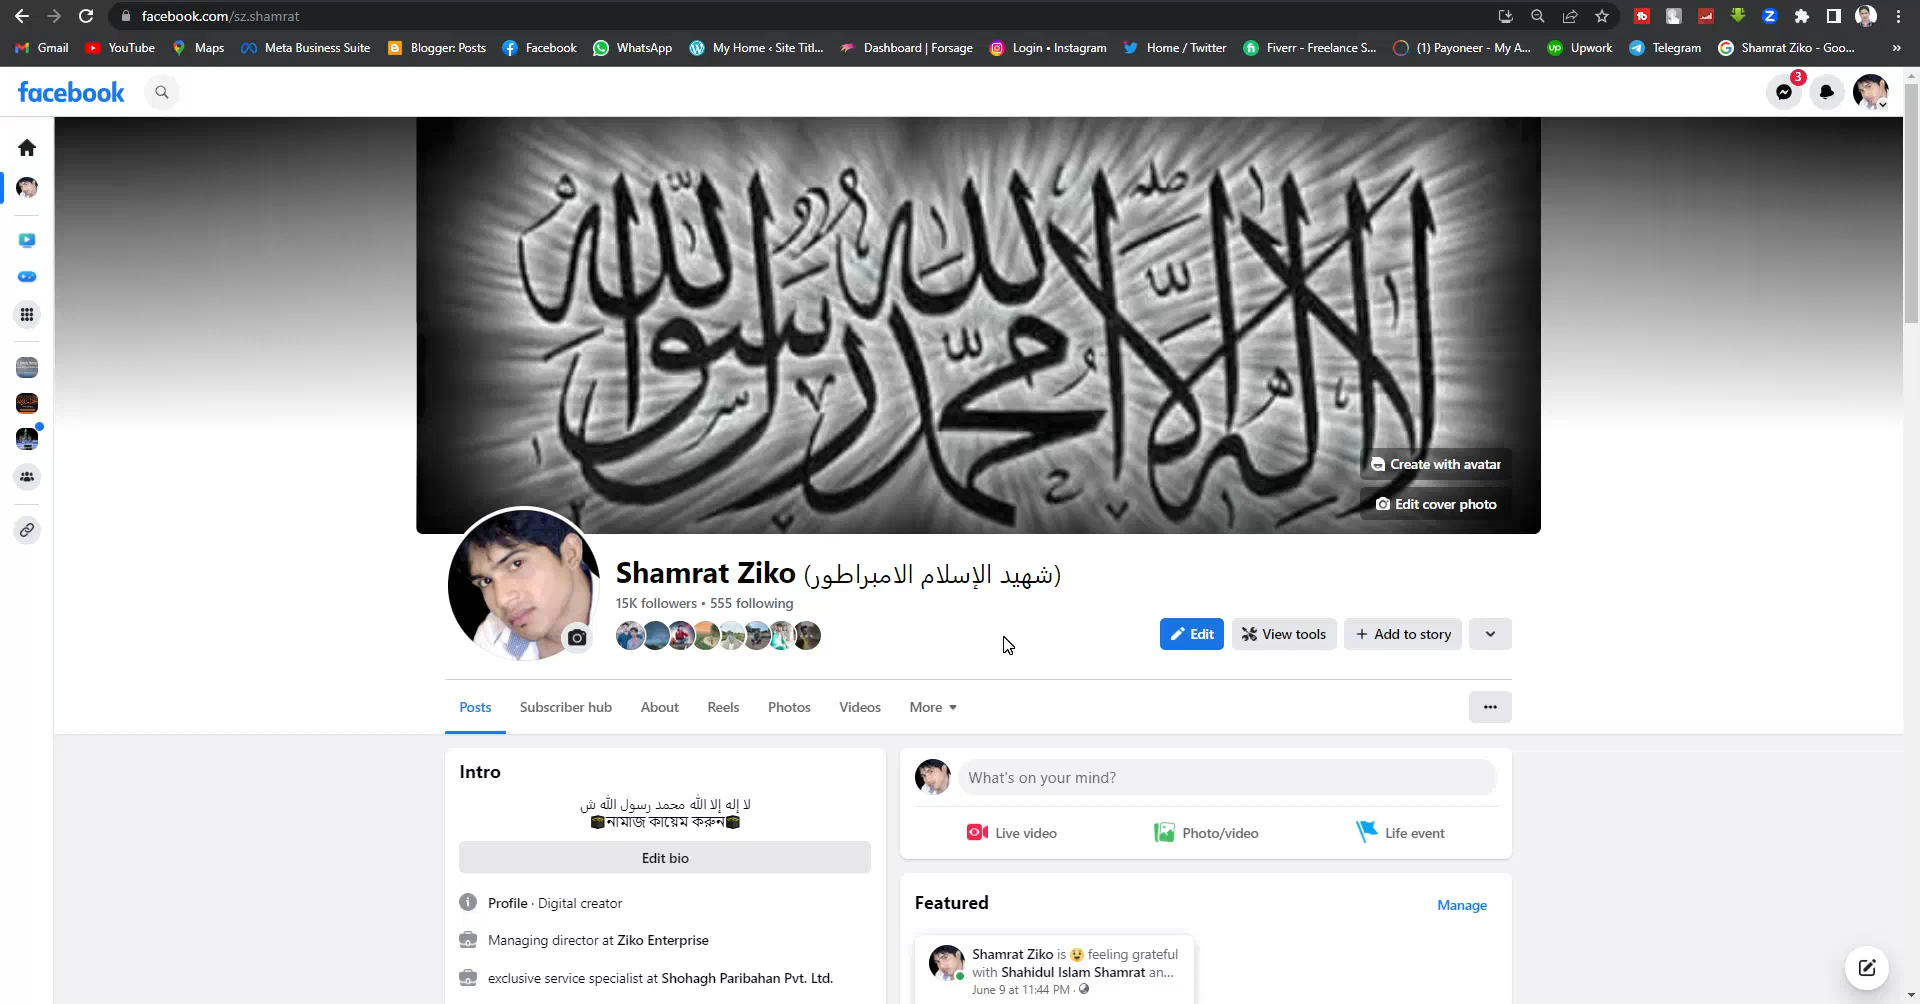 facebook.com/sz.shamrat
Gmail YouTube Maps Meta Business Suite Blogger: Posts Facebook WhatsApp My Home ‹ Site Titl... Dashboard | Forsage Login • Instagram Home / Twitter Fiverr - Freelance S... (1) Payoneer - My A... Upwork Telegram Shamrat Ziko - Goo... »
facebook
3
لا إله إلا الله محمد رسول الله
Create with avatar
Edit cover photo
Shamrat Ziko (شهيد الإسلام الامبراطور)
15K followers • 555 following
Edit View tools + Add to story
Posts Subscriber hub About Reels Photos Videos More
Intro
لا إله إلا الله محمد رسول الله ش
নামাজ কায়েম করুন
Edit bio
Profile · Digital creator
Managing director at Ziko Enterprise
exclusive service specialist at Shohagh Paribahan Pvt. Ltd.
What's on your mind?
Live video Photo/video Life event
Featured
Manage
Shamrat Ziko is feeling grateful
with Shahidul Islam Shamrat an...
June 9 at 11:44 PM ·